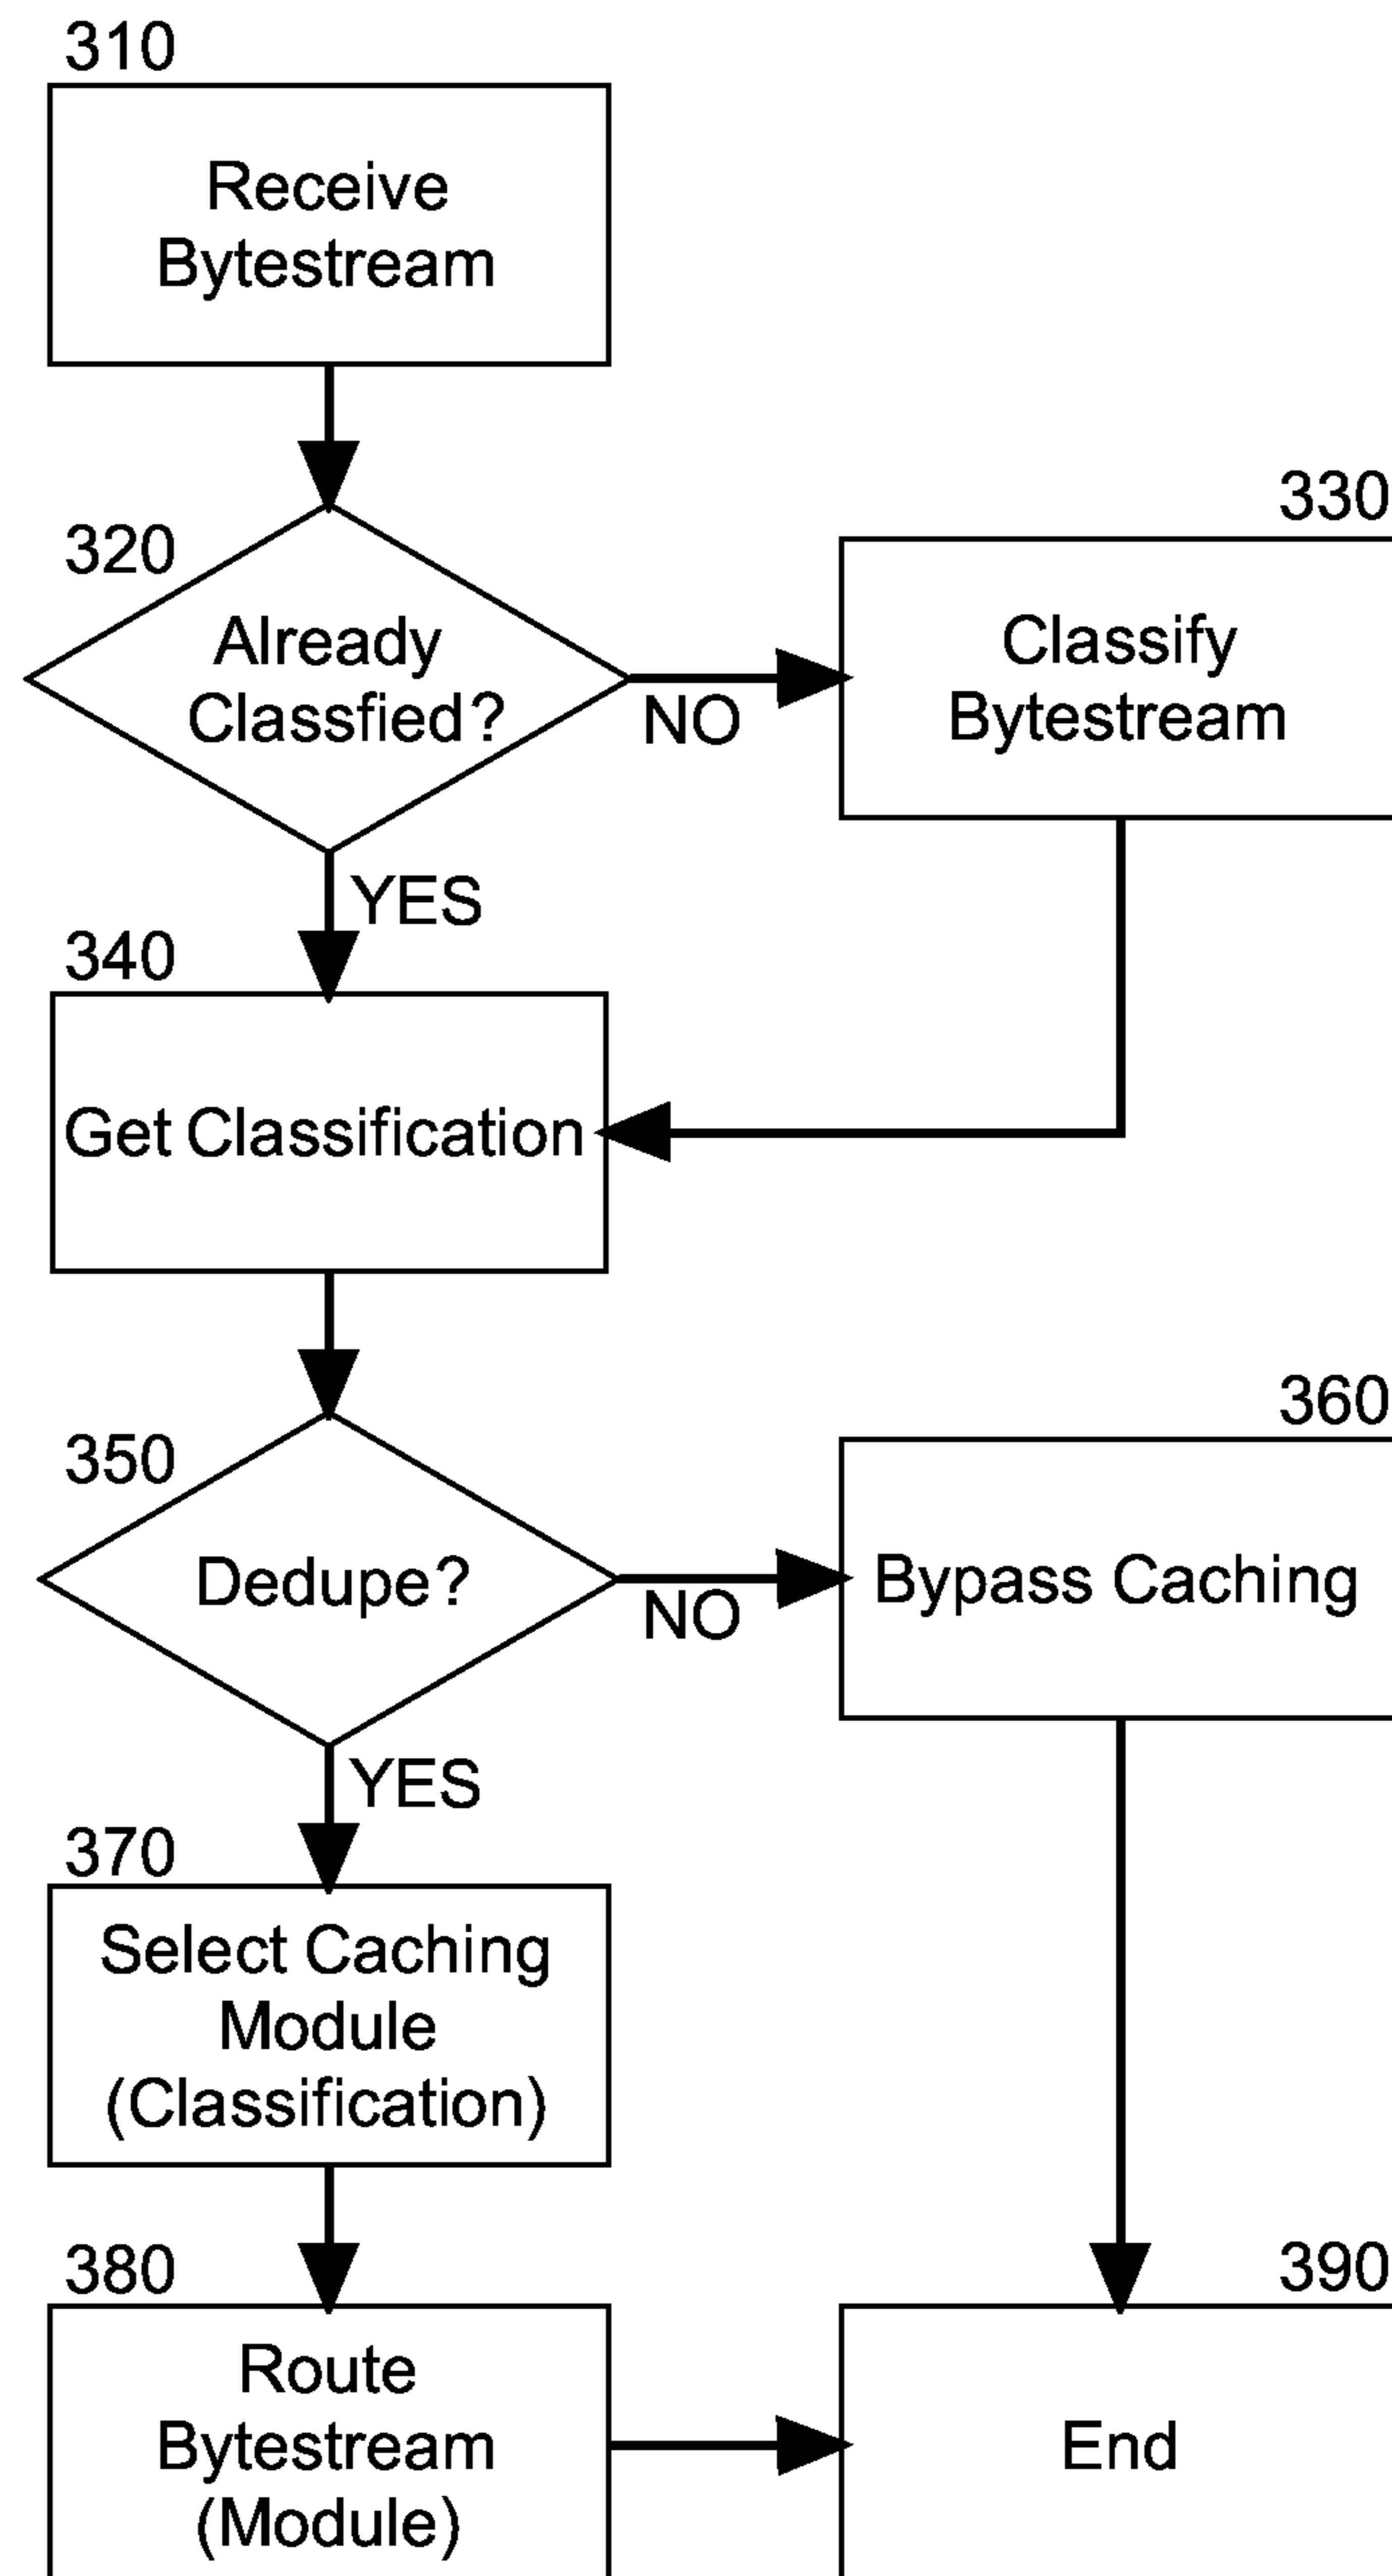 310
Receive
Bytestream
320
Already
Classfied?
NO
330
Classify
Bytestream
YES
340
Get Classification
350
Dedupe?
NO
360
Bypass Caching
YES
370
Select Caching
Module
(Classification)
380
Route
Bytestream
(Module)
390
End